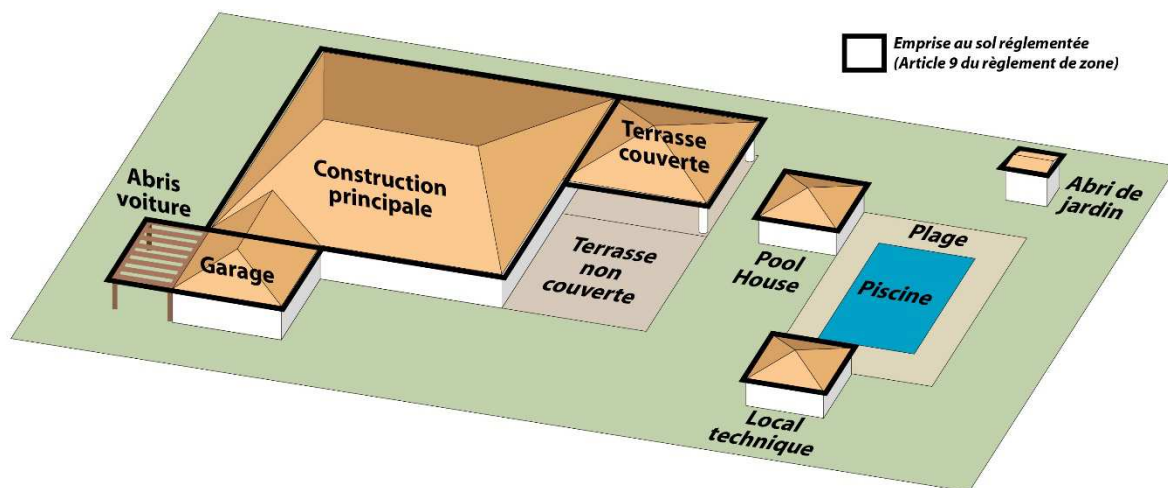 Emprise au sol réglementée
(Article 9 du règlement de zone)
Terrasse
couverte
Abris
voiture
Construction
principale
Abri de
jardin
Garage
Terrasse
non
couverte
Pool
House
Plage
Piscine
Local
technique